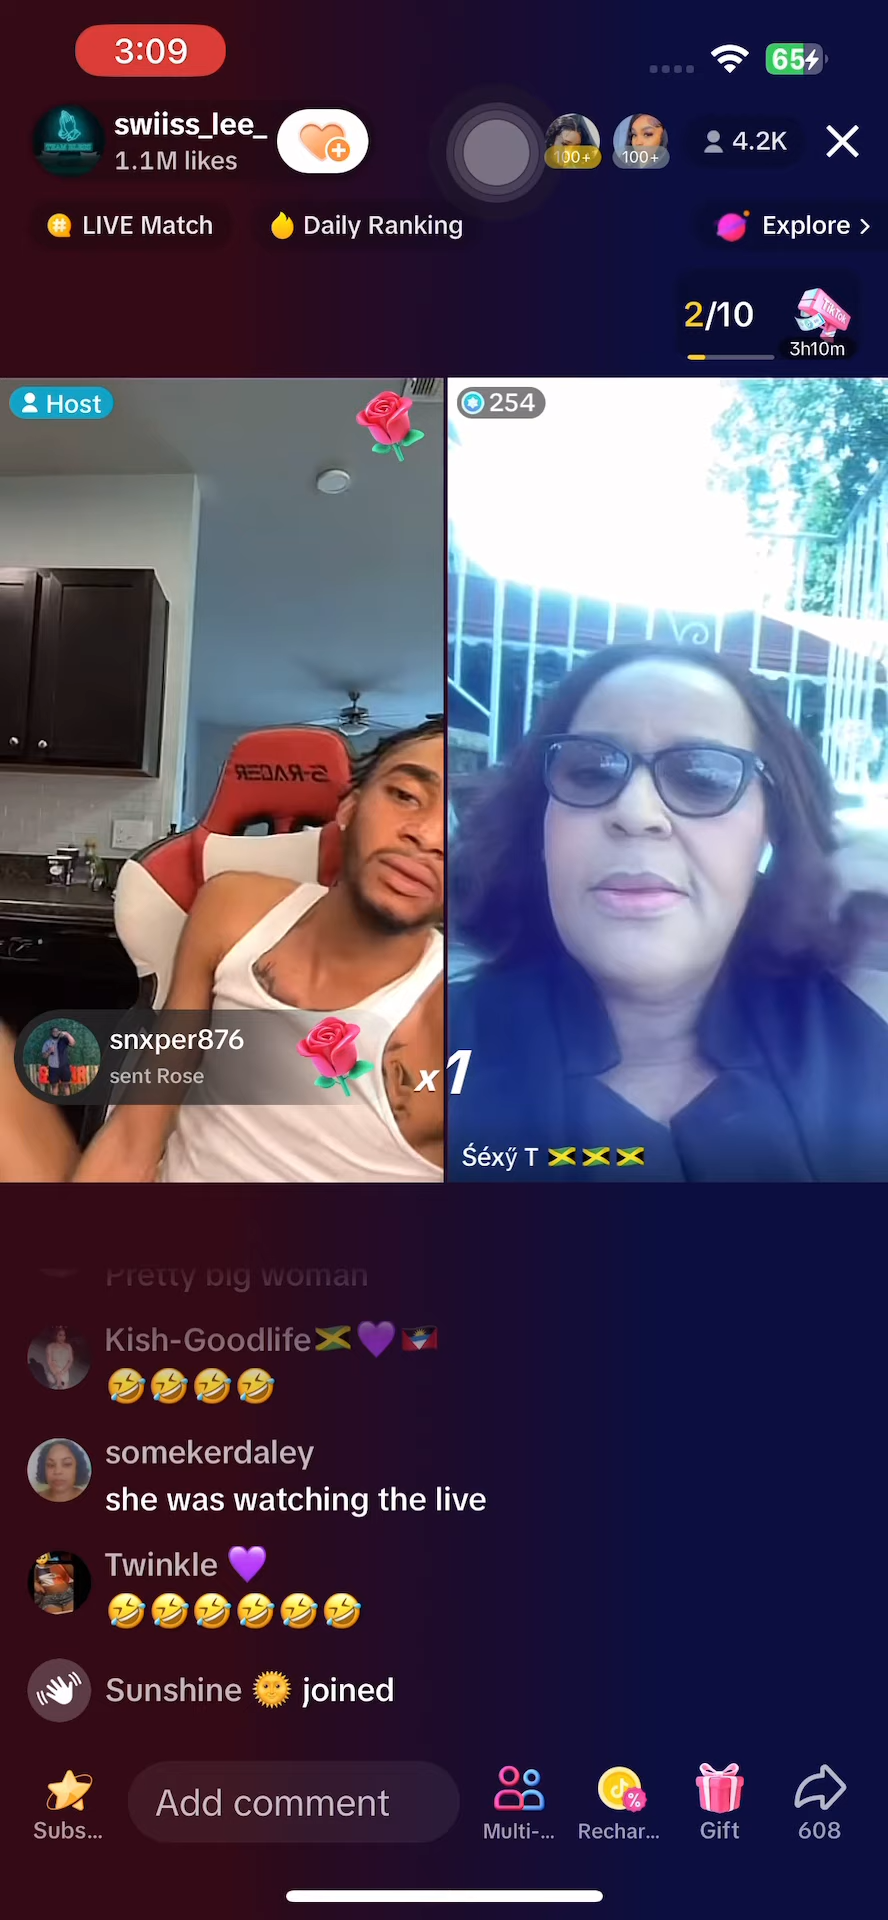 3:09
65
swiiss_lee_
1.1M likes
100+
100+
4.2K
LIVE Match
Daily Ranking
Explore >
2/10
TikTok
3h10m
Host
254
S-RACER
snxper876
sent Rose
x1
Śéxӳ T 🇯🇲🇯🇲🇯🇲
Pretty big woman
Kish-Goodlife🇯🇲💜🇦🇬
🤣🤣🤣🤣
somekerdaley
she was watching the live
Twinkle 💜
🤣🤣🤣🤣🤣🤣
Sunshine 🌞 joined
Add comment
Subs...
Multi-...
Rechar...
Gift
608